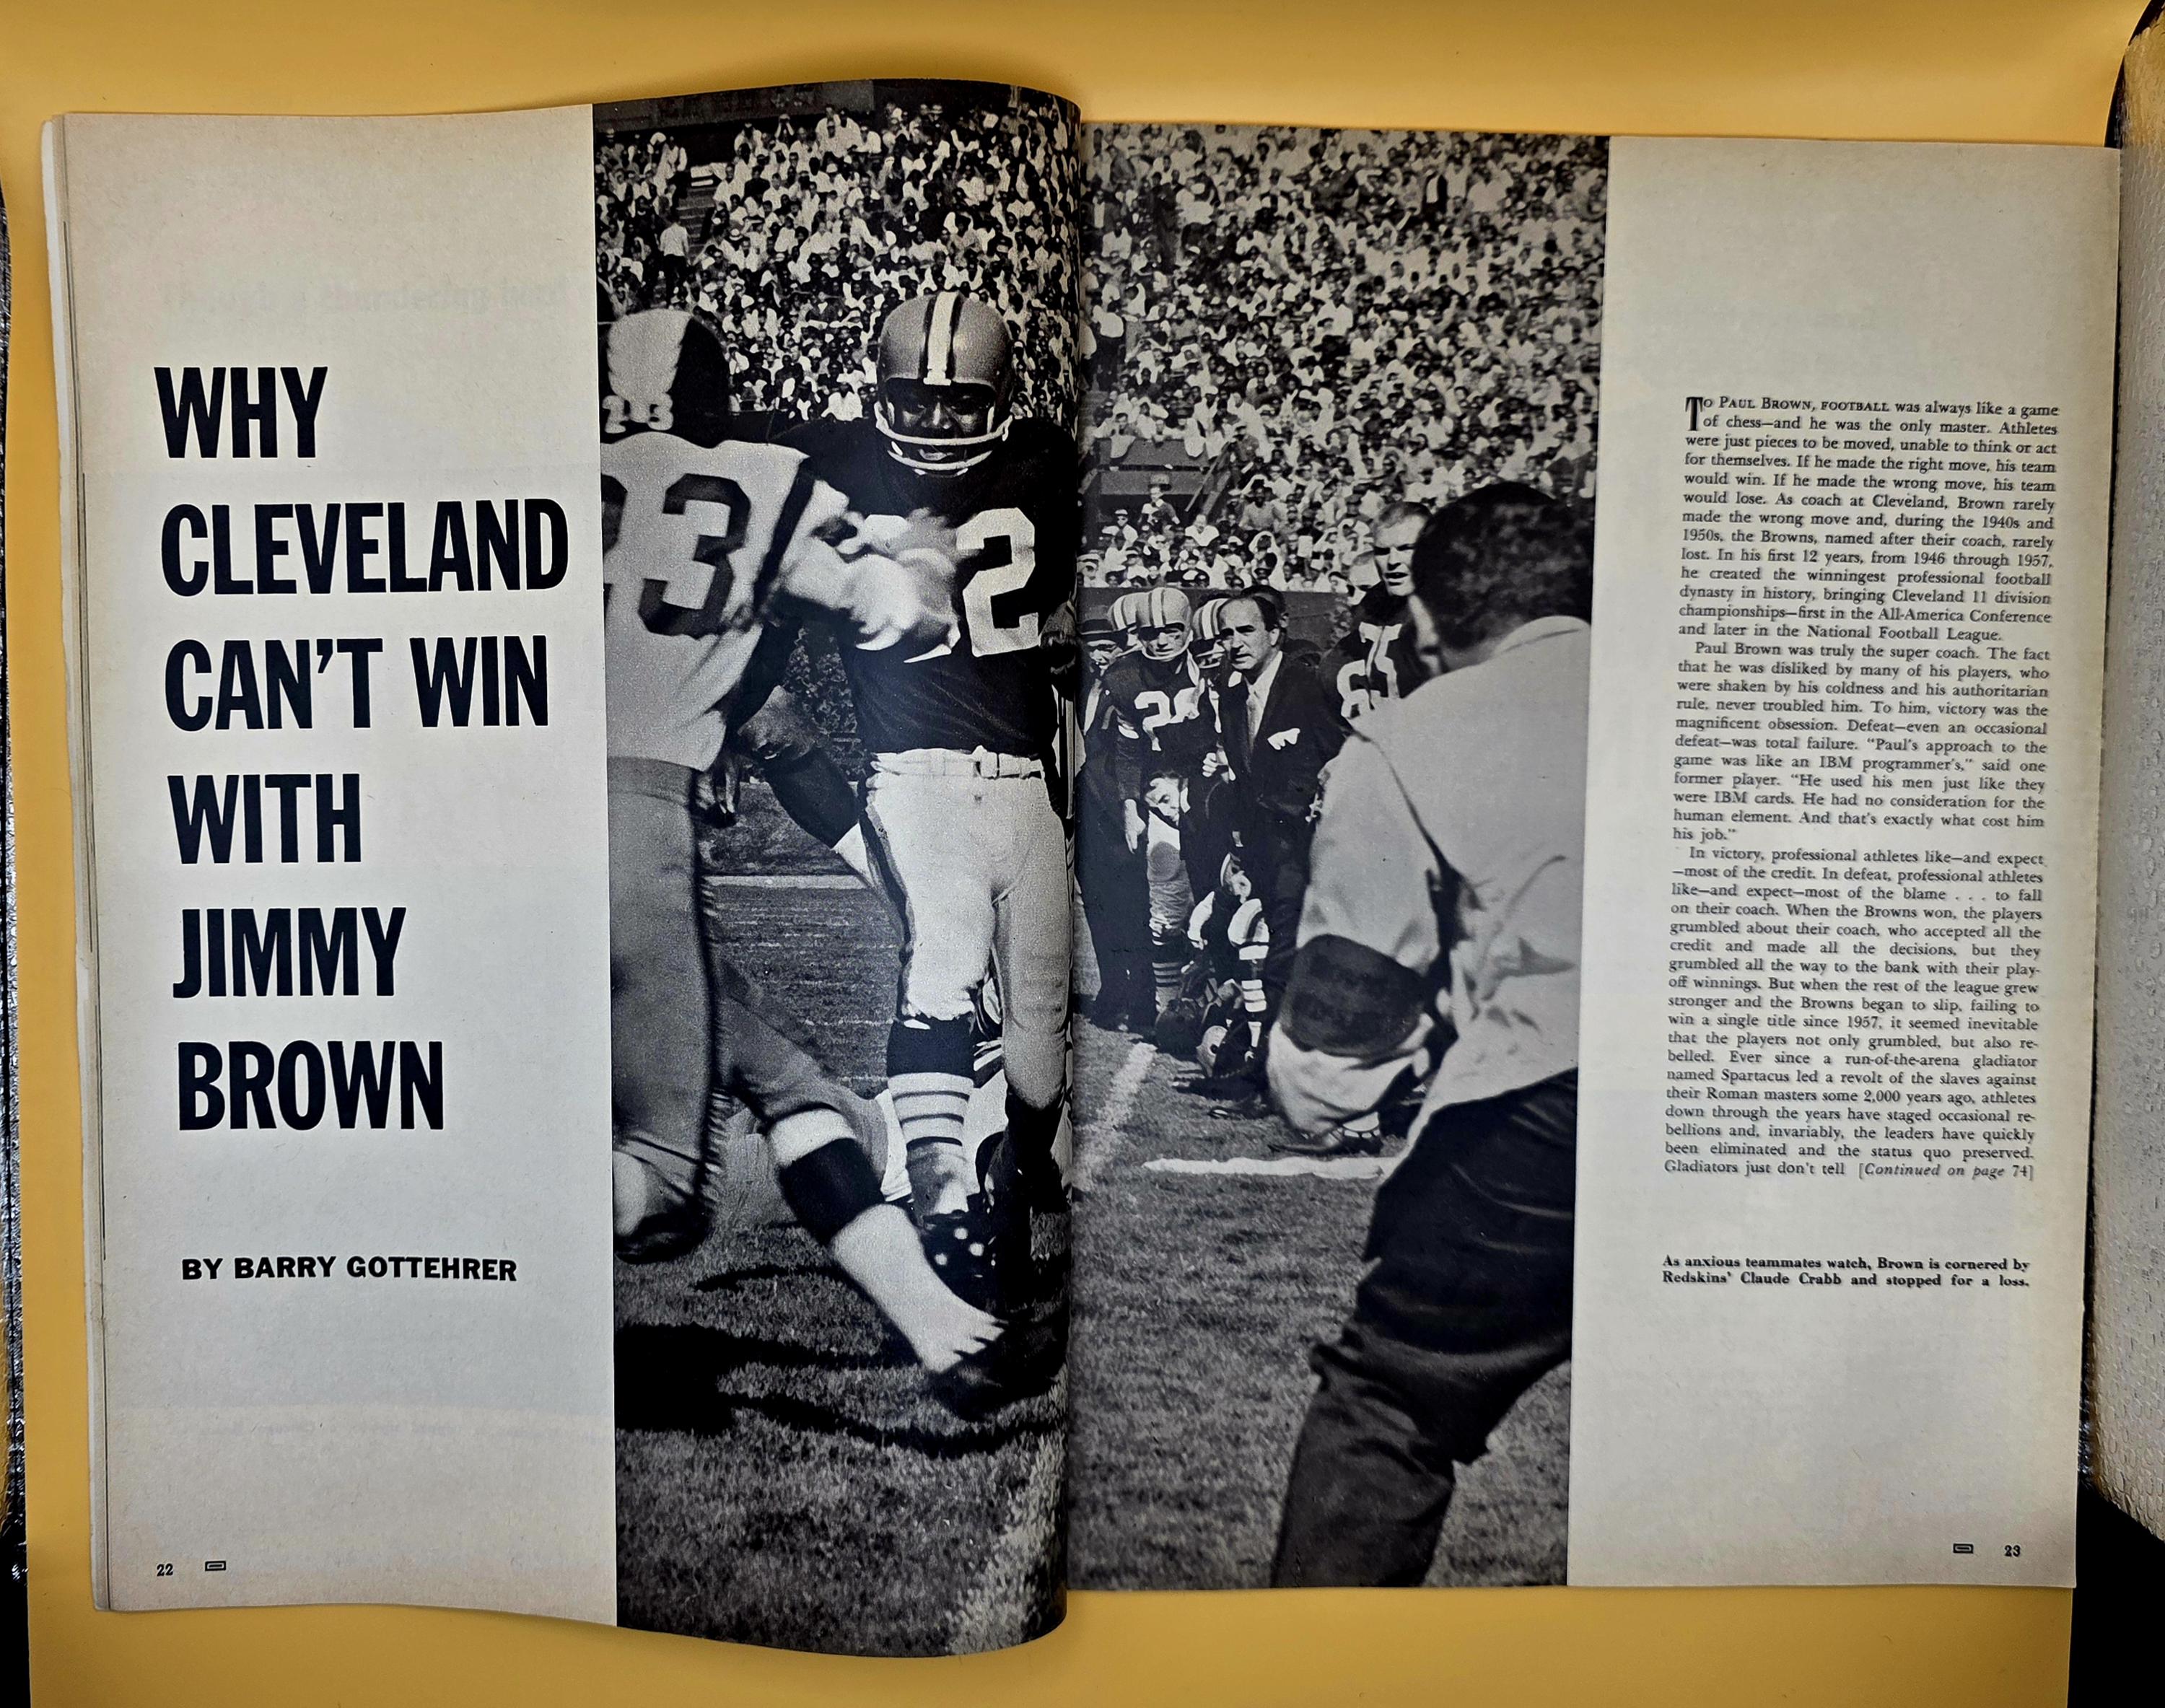 WHY
CLEVELAND
CAN'T WIN
WITH
JIMMY
BROWN
BY BARRY GOTTEHRER
22
23
3
2
24
TO PAUL BROWN, FOOTBALL was always like a game
of chess—and he was the only master. Athletes
were just pieces to be moved, unable to think or act
for themselves. If he made the right move, his team
would win. If he made the wrong move, his team
would lose. As coach at Cleveland, Brown rarely
made the wrong move and, during the 1940s and
1950s, the Browns, named after their coach, rarely
lost. In his first 12 years, from 1946 through 1957,
he created the winningest professional football
dynasty in history, bringing Cleveland 11 division
championships—first in the All-America Conference
and later in the National Football League.
Paul Brown was truly the super coach. The fact
that he was disliked by many of his players, who
were shaken by his coldness and his authoritarian
rule, never troubled him. To him, victory was the
magnificent obsession. Defeat—even an occasional
defeat—was total failure. "Paul's approach to the
game was like an IBM programmer's," said one
former player. "He used his men just like they
were IBM cards. He had no consideration for the
human element. And that's exactly what cost him
his job."
In victory, professional athletes like—and expect
—most of the credit. In defeat, professional athletes
like—and expect—most of the blame . . . to fall
on their coach. When the Browns won, the players
grumbled about their coach, who accepted all the
credit and made all the decisions, but they
grumbled all the way to the bank with their play-
off winnings. But when the rest of the league grew
stronger and the Browns began to slip, failing to
win a single title since 1957, it seemed inevitable
that the players not only grumbled, but also re-
belled. Ever since a run-of-the-arena gladiator
named Spartacus led a revolt of the slaves against
their Roman masters some 2,000 years ago, athletes
down through the years have staged occasional re-
bellions and, invariably, the leaders have quickly
been eliminated and the status quo preserved.
Gladiators just don't tell [Continued on page 74]
As anxious teammates watch, Brown is cornered by
Redskins' Claude Crabb and stopped for a loss.
23